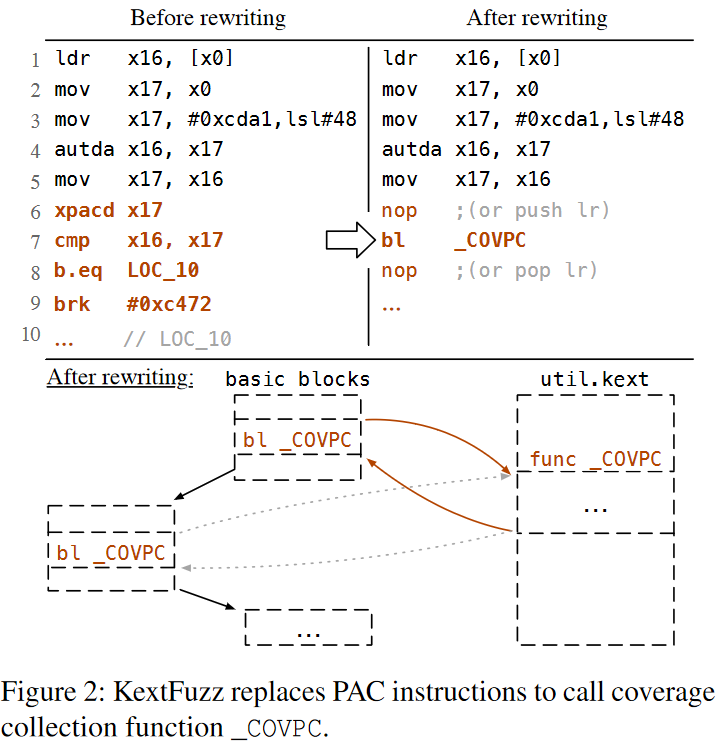 Before rewriting After rewriting
1 ldr x16, [x0] ldr x16, [x0]
2 mov x17, x0 mov x17, x0
3 mov x17, #0xcda1,lsl#48 mov x17, #0xcda1,lsl#48
4 autda x16, x17 autda x16, x17
5 mov x17, x16 mov x17, x16
6 xpacd x17 nop ;(or push lr)
7 cmp x16, x17 bl _COVPC
8 b.eq LOC_10 nop ;(or pop lr)
9 brk #0xc472 ...
10 ... // LOC_10
After rewriting: basic blocks util.kext
bl _COVPC
func _COVPC
...
bl _COVPC
...
Figure 2: KextFuzz replaces PAC instructions to call coverage
collection function _COVPC.